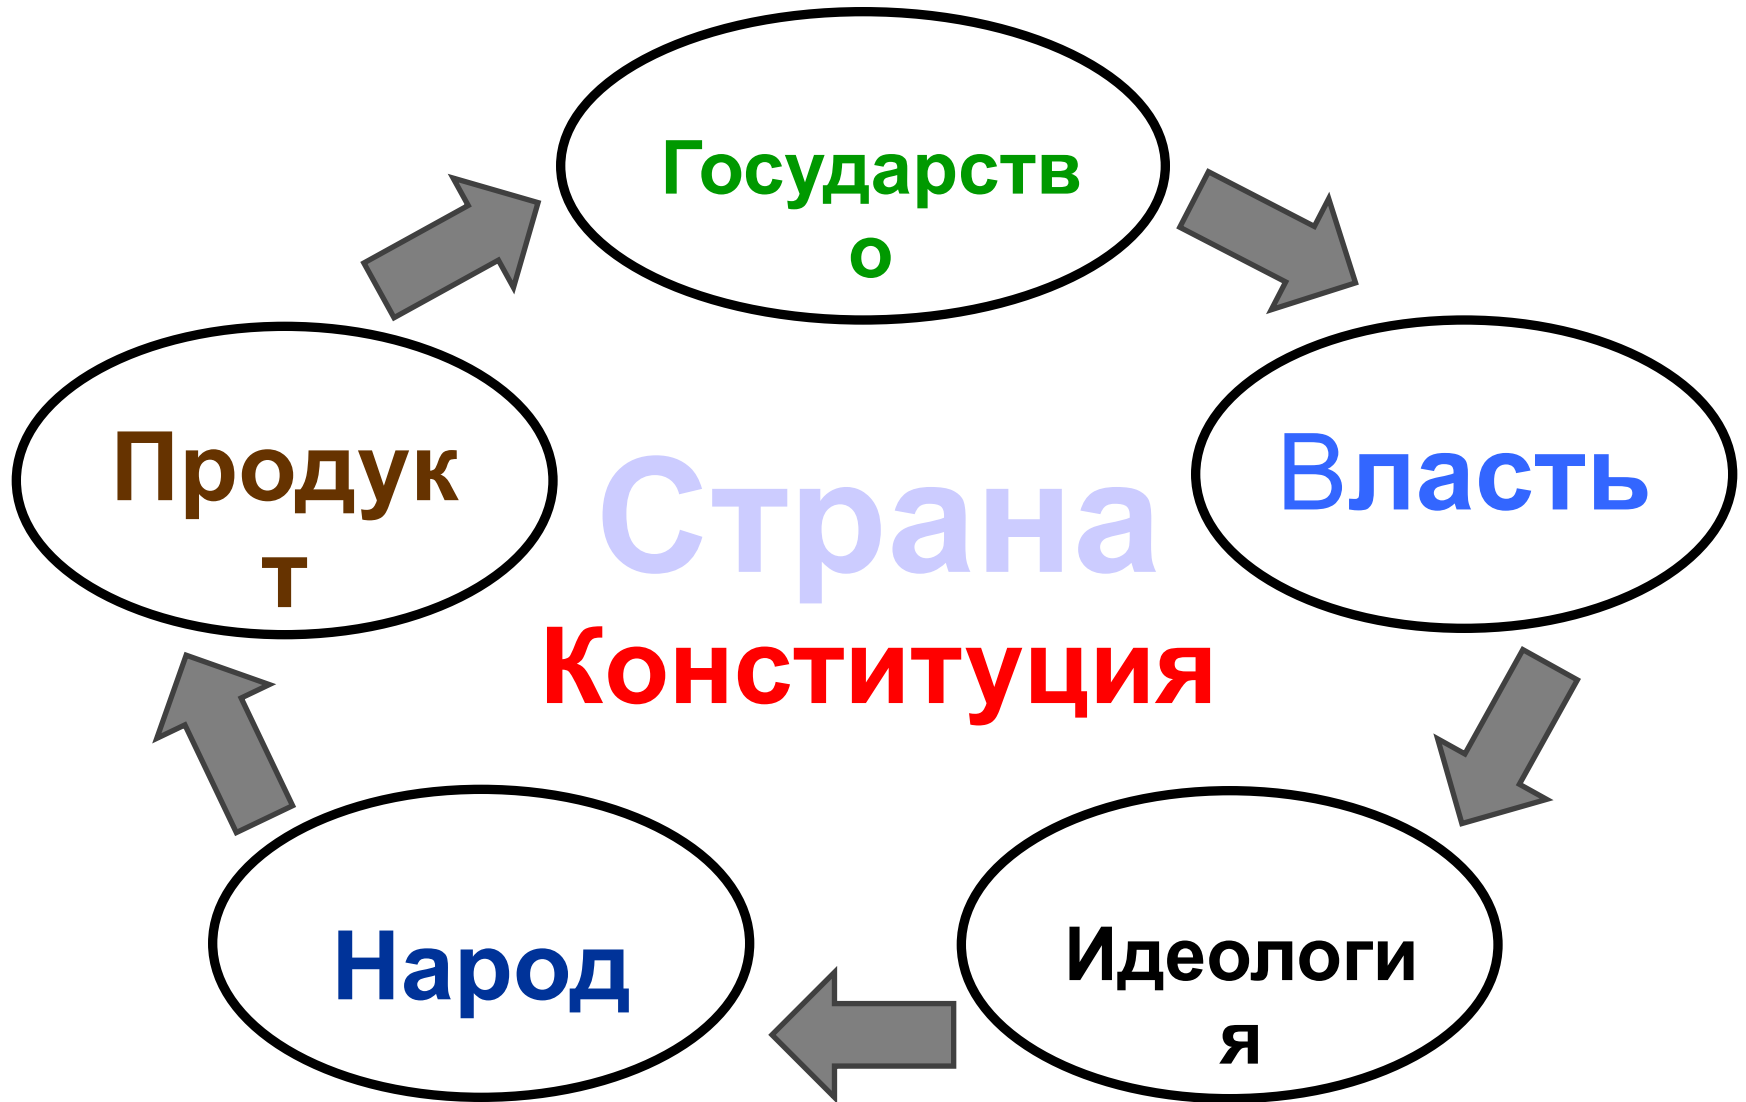 Государств
о
Продук
т
Страна
Конституция
Власть
Народ
Идеологи
я